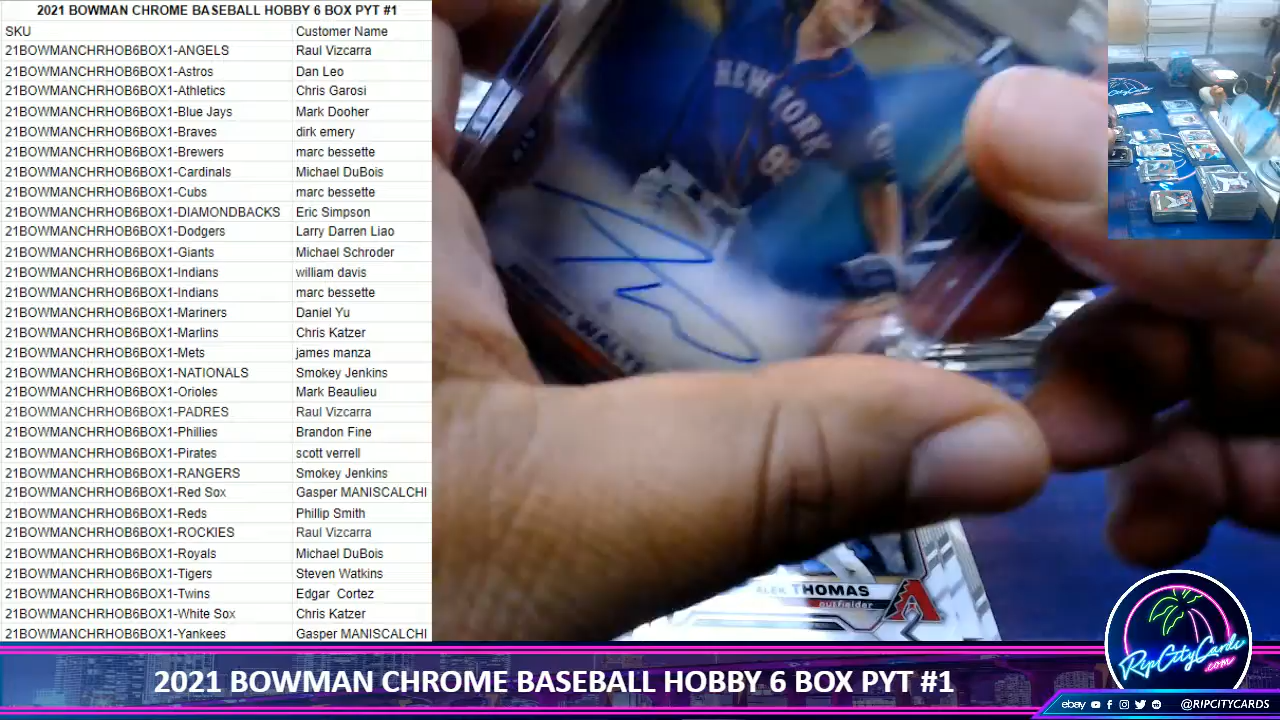 2021 BOWMAN CHROME BASEBALL HOBBY 6 BOX PYT #1
SKU Customer Name
21BOWMANCHRHOB6BOX1-ANGELS Raul Vizcarra
21BOWMANCHRHOB6BOX1-Astros Dan Leo
21BOWMANCHRHOB6BOX1-Athletics Chris Garosi
21BOWMANCHRHOB6BOX1-Blue Jays Mark Dooher
21BOWMANCHRHOB6BOX1-Braves dirk emery
21BOWMANCHRHOB6BOX1-Brewers marc bessette
21BOWMANCHRHOB6BOX1-Cardinals Michael DuBois
21BOWMANCHRHOB6BOX1-Cubs marc bessette
21BOWMANCHRHOB6BOX1-DIAMONDBACKS Eric Simpson
21BOWMANCHRHOB6BOX1-Dodgers Larry Darren Liao
21BOWMANCHRHOB6BOX1-Giants Michael Schroder
21BOWMANCHRHOB6BOX1-Indians william davis
21BOWMANCHRHOB6BOX1-Indians marc bessette
21BOWMANCHRHOB6BOX1-Mariners Daniel Yu
21BOWMANCHRHOB6BOX1-Marlins Chris Katzer
21BOWMANCHRHOB6BOX1-Mets james manza
21BOWMANCHRHOB6BOX1-NATIONALS Smokey Jenkins
21BOWMANCHRHOB6BOX1-Orioles Mark Beaulieu
21BOWMANCHRHOB6BOX1-PADRES Raul Vizcarra
21BOWMANCHRHOB6BOX1-Phillies Brandon Fine
21BOWMANCHRHOB6BOX1-Pirates scott verrell
21BOWMANCHRHOB6BOX1-RANGERS Smokey Jenkins
21BOWMANCHRHOB6BOX1-Red Sox Gasper MANISCALCHI
21BOWMANCHRHOB6BOX1-Reds Phillip Smith
21BOWMANCHRHOB6BOX1-ROCKIES Raul Vizcarra
21BOWMANCHRHOB6BOX1-Royals Michael DuBois
21BOWMANCHRHOB6BOX1-Tigers Steven Watkins
21BOWMANCHRHOB6BOX1-Twins Edgar Cortez
21BOWMANCHRHOB6BOX1-White Sox Chris Katzer
21BOWMANCHRHOB6BOX1-Yankees Gasper MANISCALCHI
NEW YORK
ALEK THOMAS
outfielder
2021 BOWMAN CHROME BASEBALL HOBBY 6 BOX PYT #1
RipCityCards
.com
ebay @RIPCITYCARDS